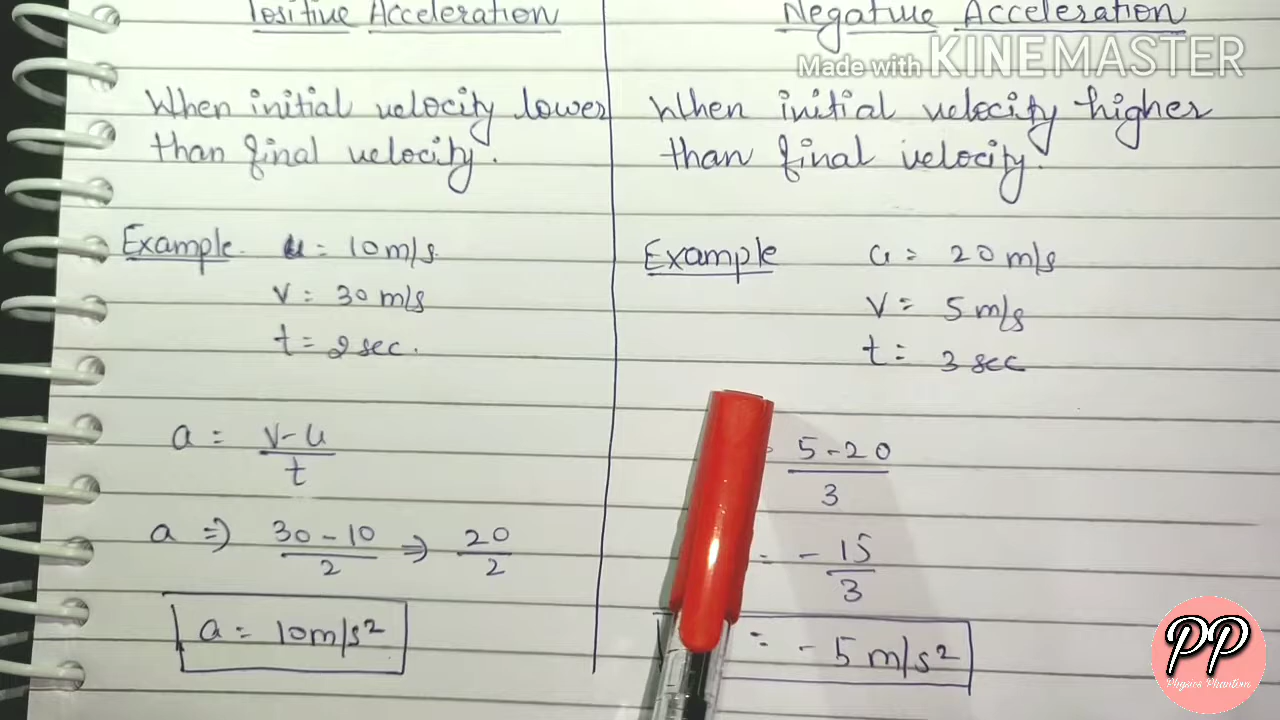 Positive Acceleration
When initial velocity lower
than final velocity.
Example. u = 10 m/s.
v = 30 m/s
t = 2 sec.
a = v-u
t
a ⇒ 30 - 10 ⇒ 20
2 2
a = 10 m/s²
Negative Acceleration
Made with KINEMASTER
When initial velocity higher
than final velocity.
Example u = 20 m/s
v = 5 m/s
t = 3 sec
5 - 20
3
= - 15
3
= - 5 m/s²
PP
Physics Phantom